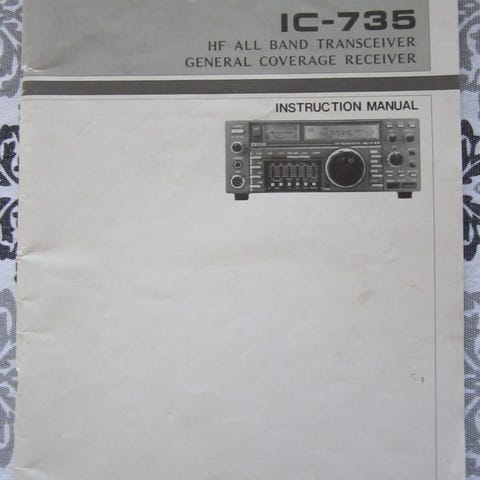 IC-735
HF ALL BAND TRANSCEIVER
GENERAL COVERAGE RECEIVER
INSTRUCTION MANUAL